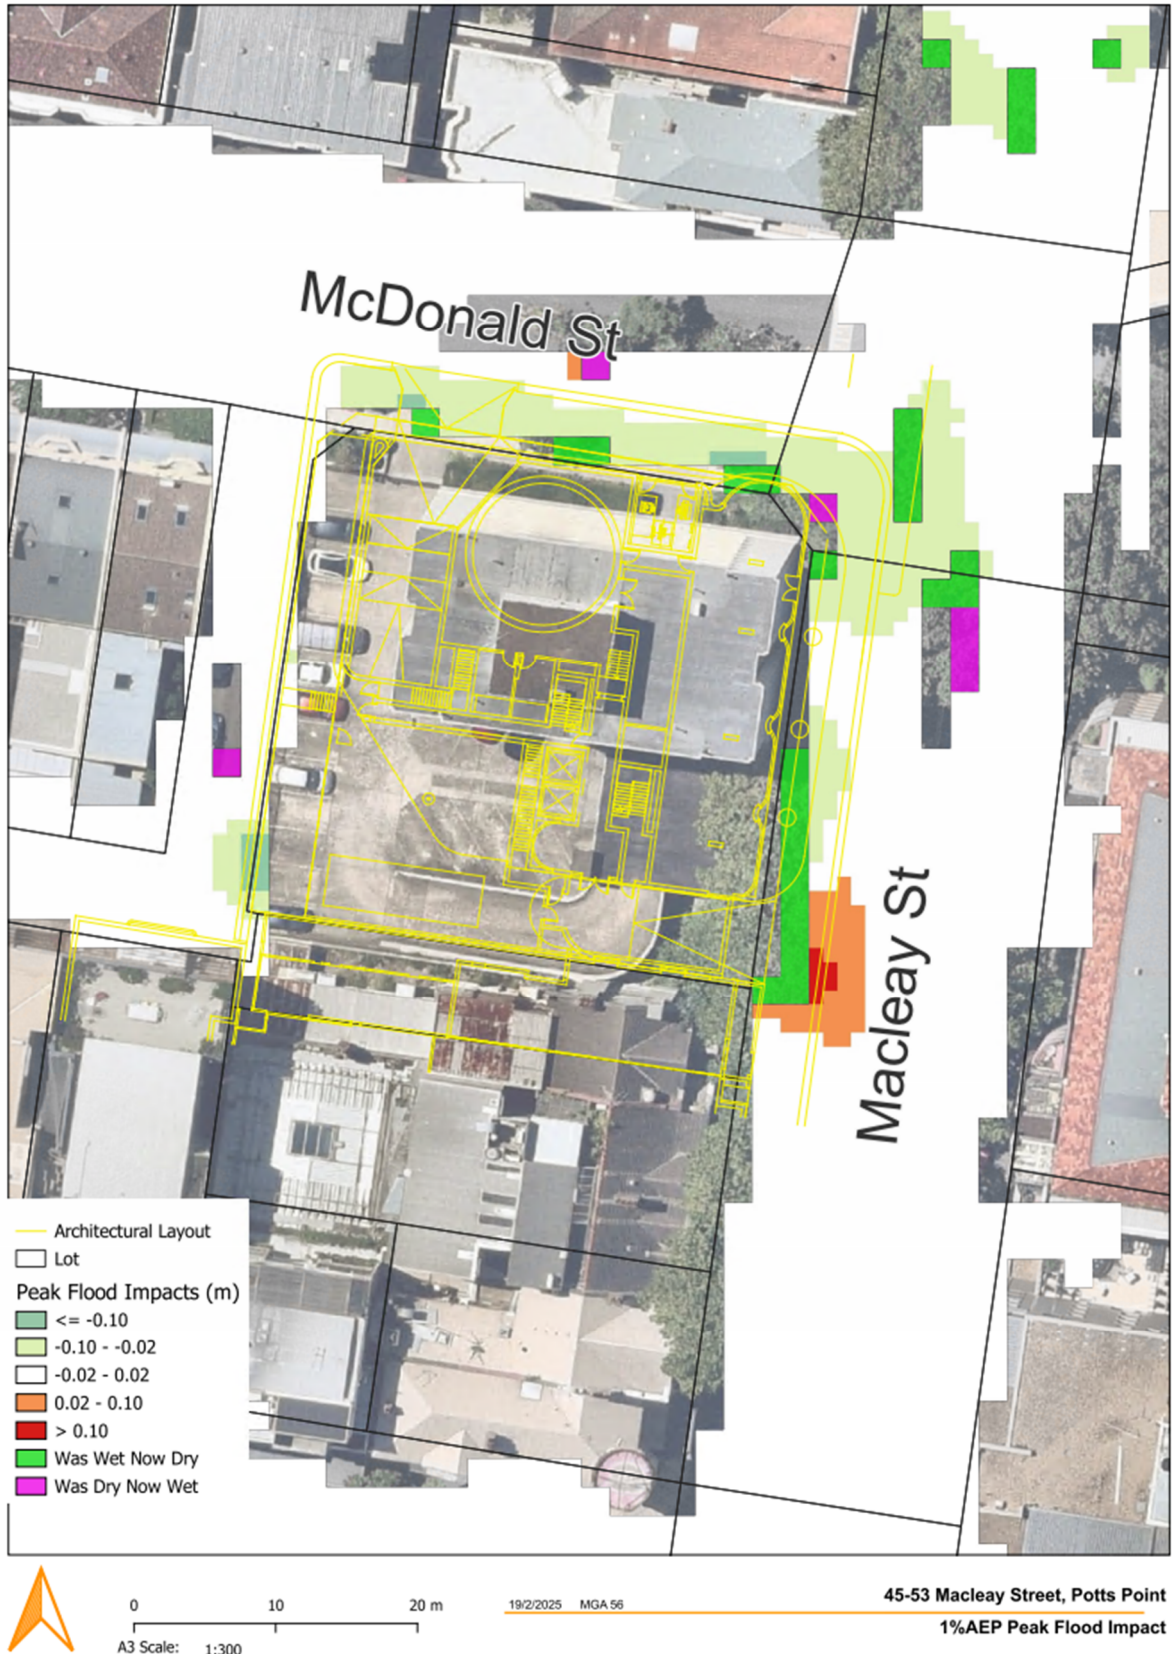 McDonald St
Macleay St
Architectural Layout
Lot
Peak Flood Impacts (m)
<= -0.10
-0.10 - -0.02
-0.02 - 0.02
0.02 - 0.10
> 0.10
Was Wet Now Dry
Was Dry Now Wet
0 10 20 m
A3 Scale: 1:300
19/2/2025 MGA 56
45-53 Macleay Street, Potts Point
1%AEP Peak Flood Impact